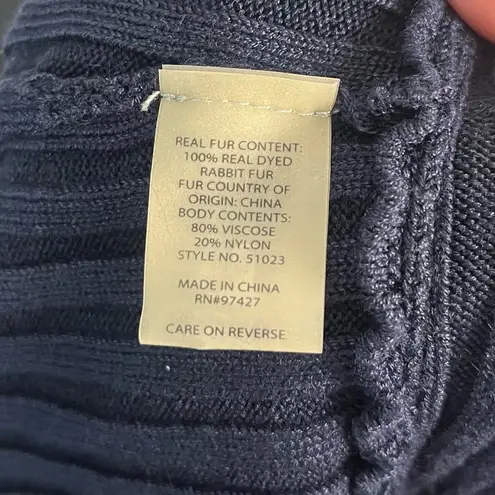 REAL FUR CONTENT:
100% REAL DYED
RABBIT FUR
FUR COUNTRY OF
ORIGIN: CHINA
BODY CONTENTS:
80% VISCOSE
20% NYLON
STYLE NO. 51023
MADE IN CHINA
RN#97427
CARE ON REVERSE